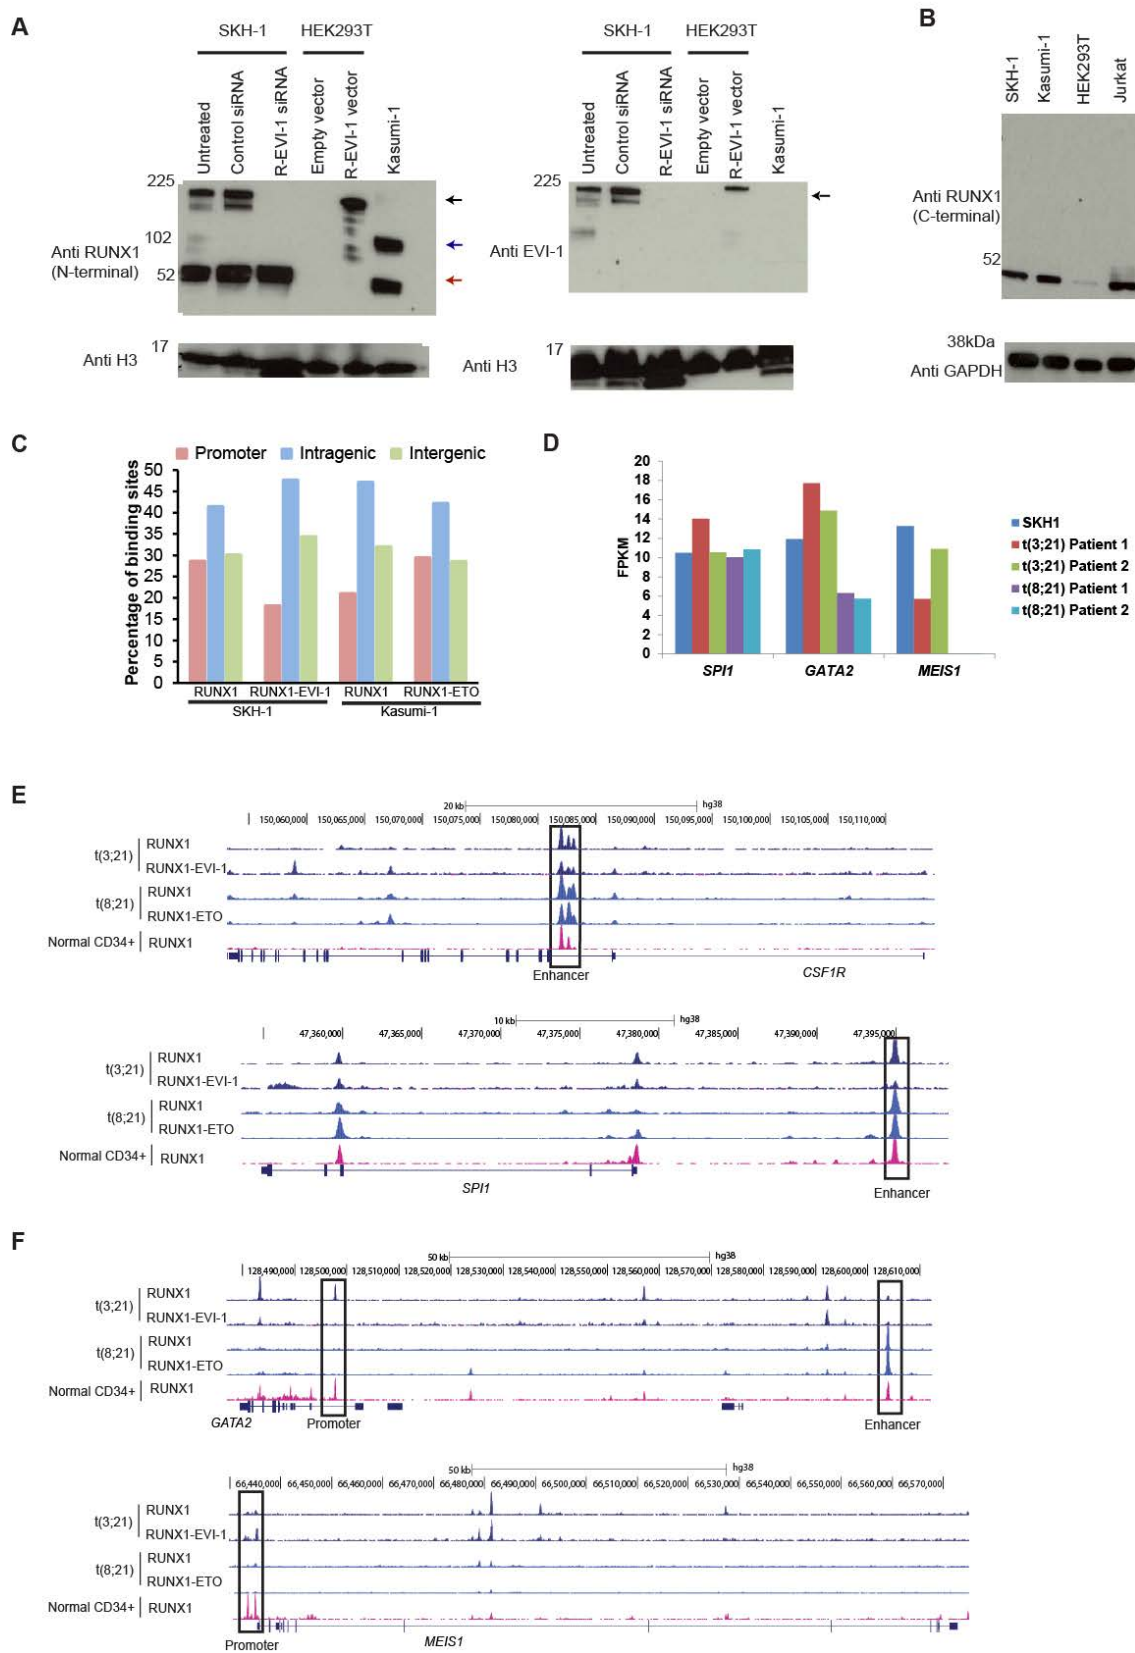 A
SKH-1 HEK293T
Untreated
Control siRNA
R-EVI-1 siRNA
Empty vector
R-EVI-1 vector
Kasumi-1
225
102
52
Anti RUNX1
(N-terminal)
17
Anti H3
SKH-1 HEK293T
Untreated
Control siRNA
R-EVI-1 siRNA
Empty vector
R-EVI-1 vector
Kasumi-1
225
Anti EVI-1
17
Anti H3
B
SKH-1
Kasumi-1
HEK293T
Jurkat
Anti RUNX1
(C-terminal)
52
38kDa
Anti GAPDH
C
Promoter Intragenic Intergenic
Percentage of binding sites
50
45
40
35
30
25
20
15
10
5
0
RUNX1 RUNX1-EVI-1 RUNX1 RUNX1-ETO
SKH-1 Kasumi-1
D
FPKM
20
18
16
14
12
10
8
6
4
2
0
SPI1 GATA2 MEIS1
SKH1
t(3;21) Patient 1
t(3;21) Patient 2
t(8;21) Patient 1
t(8;21) Patient 2
E
20 kb hg38
150,060,000 150,065,000 150,070,000 150,075,000 150,080,000 150,085,000 150,090,000 150,095,000 150,100,000 150,105,000 150,110,000
t(3;21) RUNX1
RUNX1-EVI-1
t(8;21) RUNX1
RUNX1-ETO
Normal CD34+ RUNX1
Enhancer CSF1R
10 kb hg38
47,360,000 47,365,000 47,370,000 47,375,000 47,380,000 47,385,000 47,390,000 47,395,000
t(3;21) RUNX1
RUNX1-EVI-1
t(8;21) RUNX1
RUNX1-ETO
Normal CD34+ RUNX1
SPI1 Enhancer
F
50 kb hg38
128,490,000 128,500,000 128,510,000 128,520,000 128,530,000 128,540,000 128,550,000 128,560,000 128,570,000 128,580,000 128,590,000 128,600,000 128,610,000
t(3;21) RUNX1
RUNX1-EVI-1
t(8;21) RUNX1
RUNX1-ETO
Normal CD34+ RUNX1
GATA2 Promoter Enhancer
50 kb hg38
66,440,000 66,450,000 66,460,000 66,470,000 66,480,000 66,490,000 66,500,000 66,510,000 66,520,000 66,530,000 66,540,000 66,550,000 66,560,000 66,570,000
t(3;21) RUNX1
RUNX1-EVI-1
t(8;21) RUNX1
RUNX1-ETO
Normal CD34+ RUNX1
Promoter MEIS1